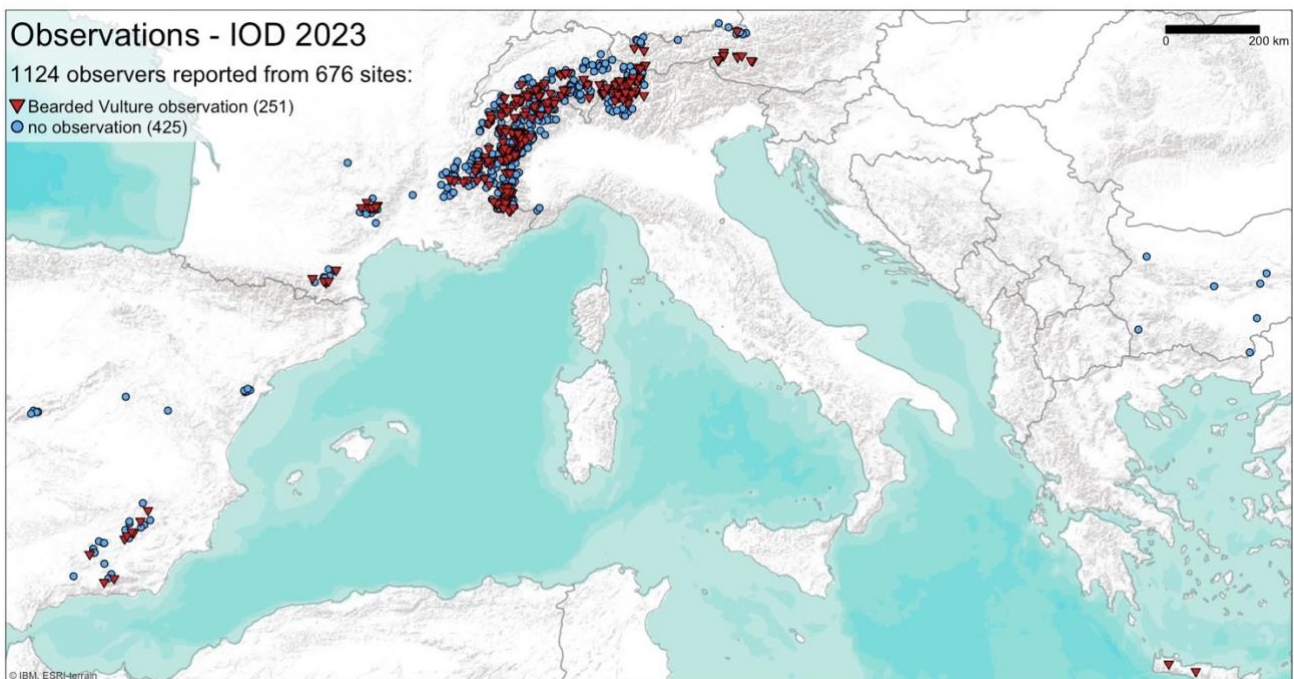 Observations - IOD 2023
1124 observers reported from 676 sites:
Bearded Vulture observation (251)
no observation (425)
0 200 km
© IBM, ESRI-terrain